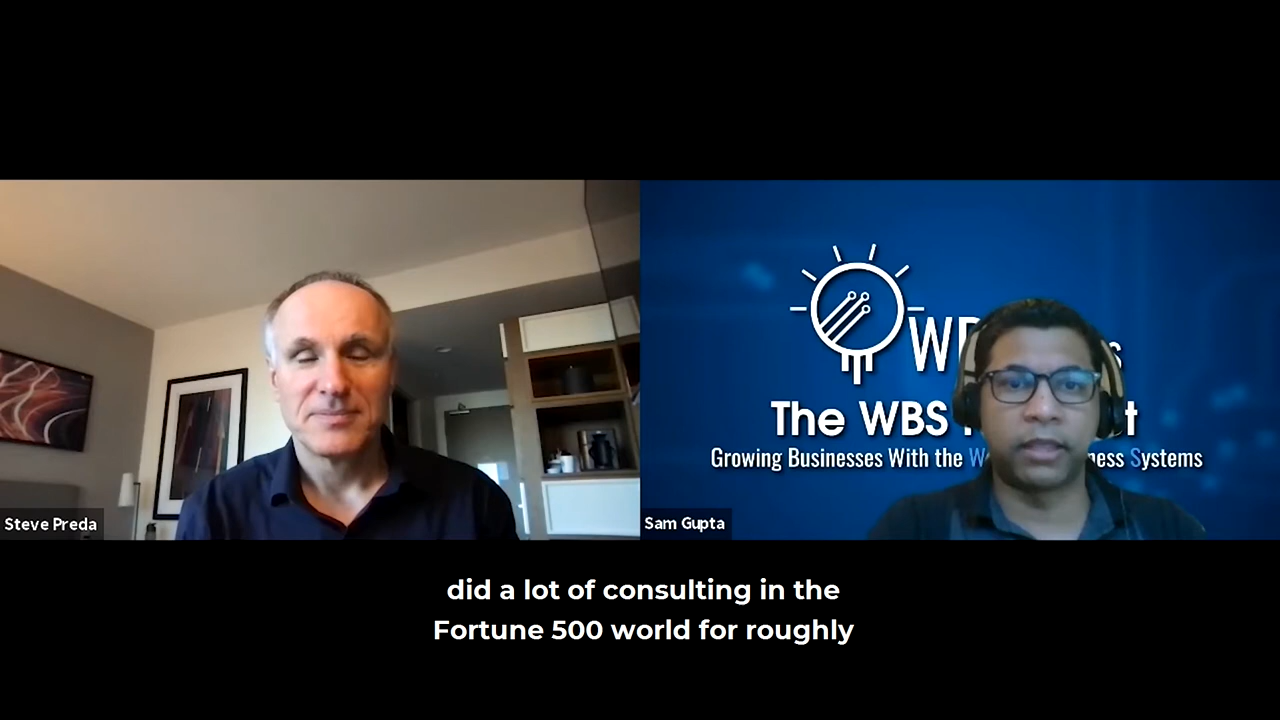 The WBS
Growing Businesses With the
Systems
Steve Preda
Sam Gupta
did a lot of consulting in the
Fortune 500 world for roughly